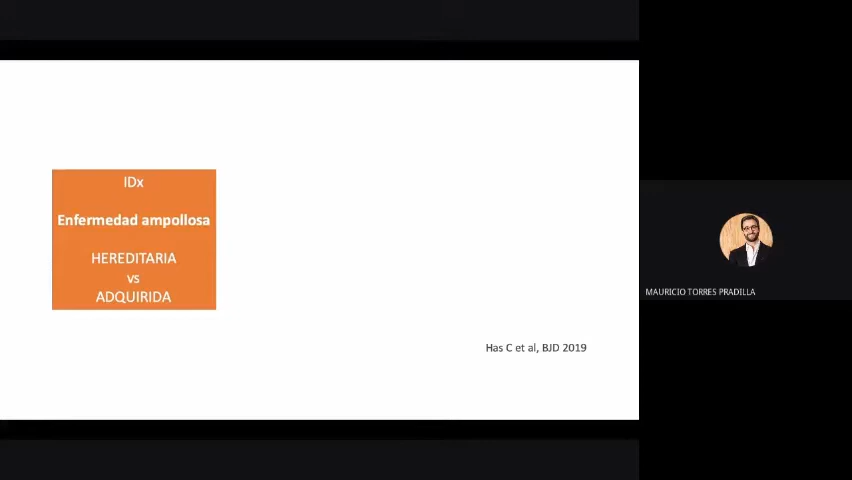 IDx
Enfermedad ampollosa
HEREDITARIA
vs
ADQUIRIDA
Has C et al, BJD 2019
MAURICIO TORRES PRADILLA